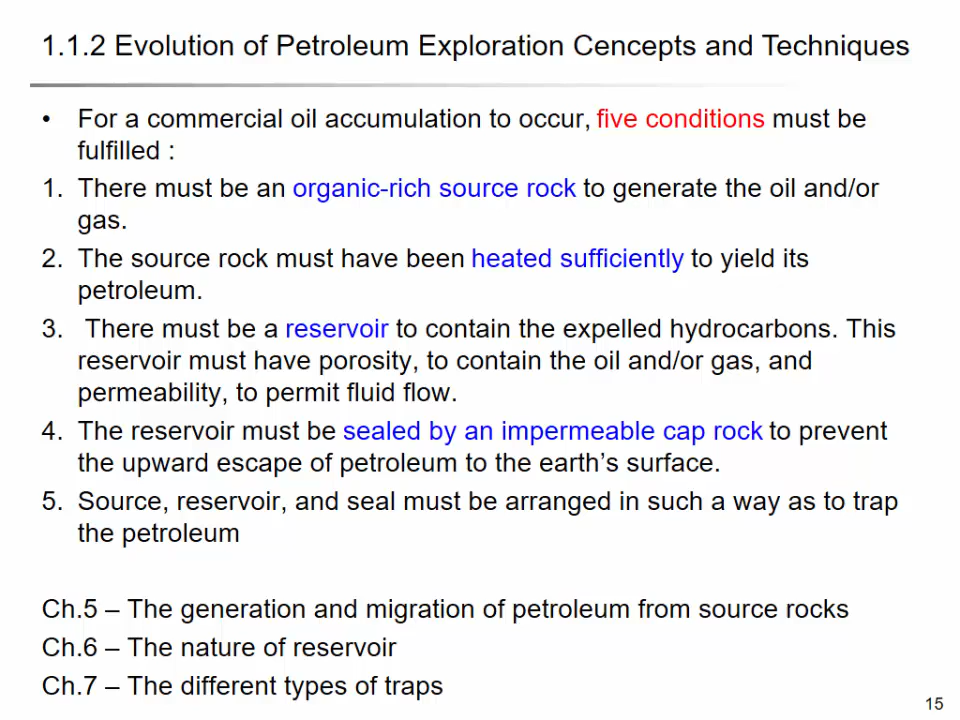 1.1.2 Evolution of Petroleum Exploration Cencepts and Techniques
• For a commercial oil accumulation to occur, five conditions must be
fulfilled :
1. There must be an organic-rich source rock to generate the oil and/or
gas.
2. The source rock must have been heated sufficiently to yield its
petroleum.
3. There must be a reservoir to contain the expelled hydrocarbons. This
reservoir must have porosity, to contain the oil and/or gas, and
permeability, to permit fluid flow.
4. The reservoir must be sealed by an impermeable cap rock to prevent
the upward escape of petroleum to the earth’s surface.
5. Source, reservoir, and seal must be arranged in such a way as to trap
the petroleum
Ch.5 – The generation and migration of petroleum from source rocks
Ch.6 – The nature of reservoir
Ch.7 – The different types of traps
15